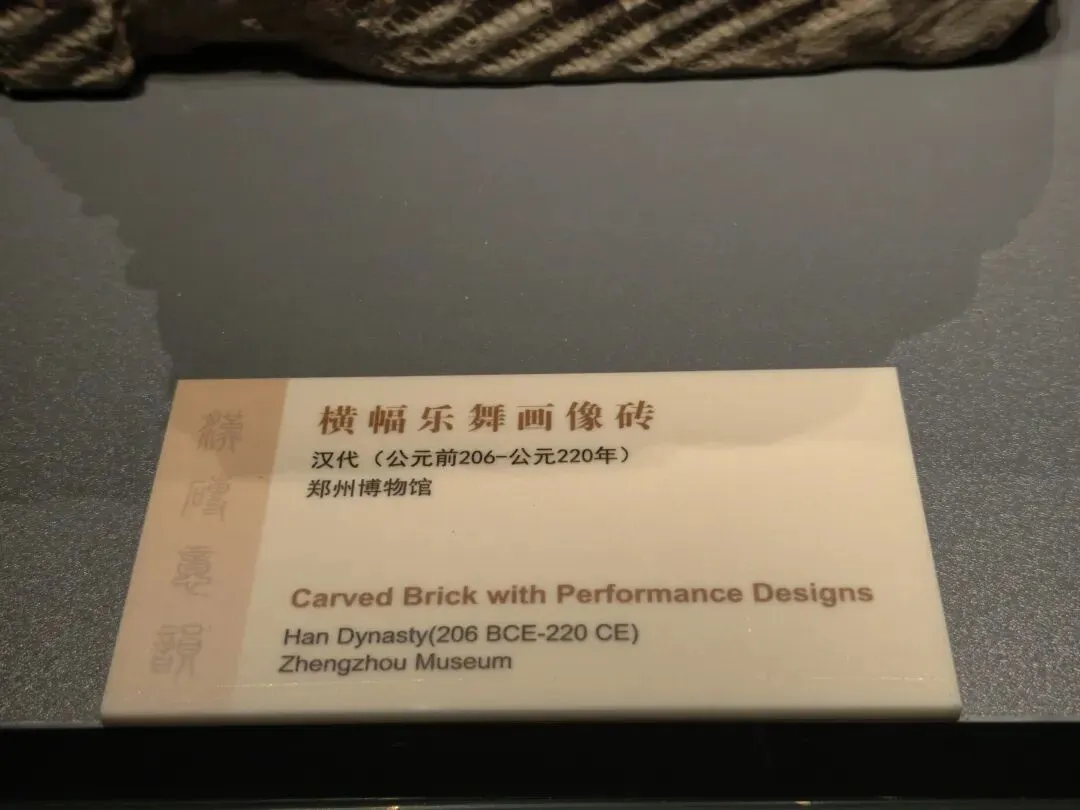 横幅乐舞画像砖
汉代（公元前206-公元220年）
郑州博物馆
Carved Brick with Performance Designs
Han Dynasty(206 BCE-220 CE)
Zhengzhou Museum